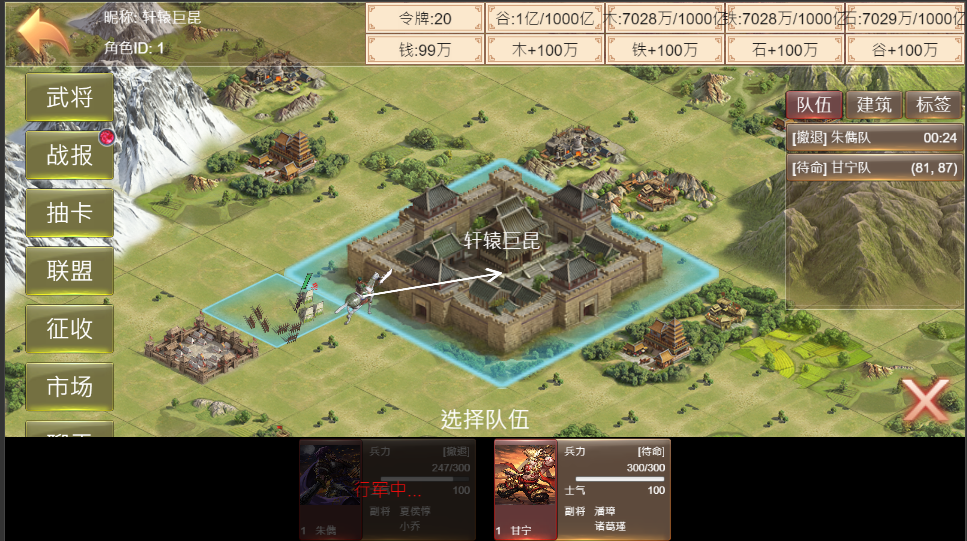 昵称: 轩辕巨昆
角色ID: 1
令牌:20
谷:1亿/1000亿
木:7028万/1000亿
铁:7028万/1000亿
石:7029万/1000亿
钱:99万
木+100万
铁+100万
石+100万
谷+100万
武将
战报
抽卡
联盟
征收
市场
队伍
建筑
标签
[撤退] 朱儁队 00:24
[待命] 甘宁队 (81, 87)
轩辕巨昆
选择队伍
兵力 [撤退]
247/300
行军中...
100
副将 夏侯惇
小乔
1 朱儁
兵力 [待命]
300/300
士气 100
副将 潘璋
诸葛瑾
1 甘宁